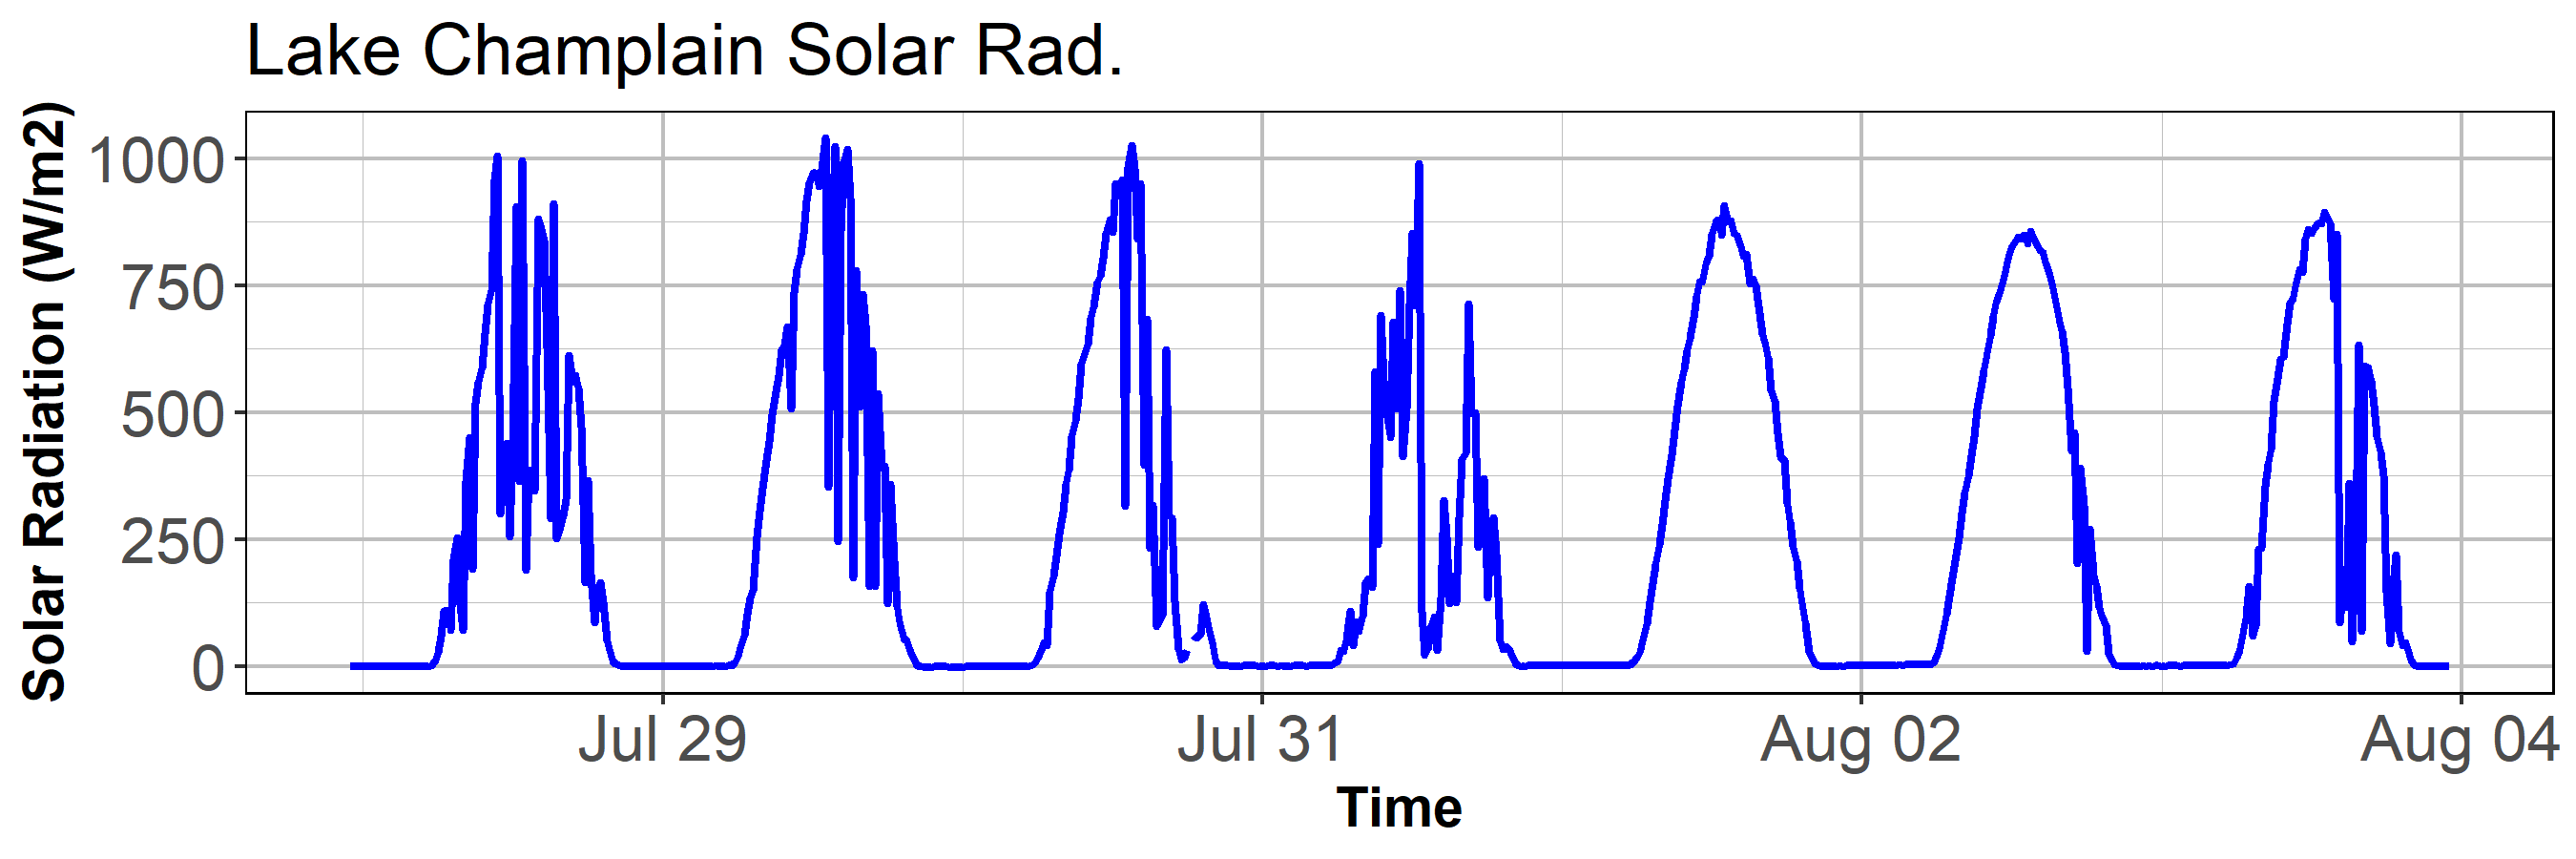 Lake Champlain Solar Rad.
Solar Radiation (W/m2)
1000
750
500
250
0
Jul 29 Jul 31 Aug 02 Aug 04
Time